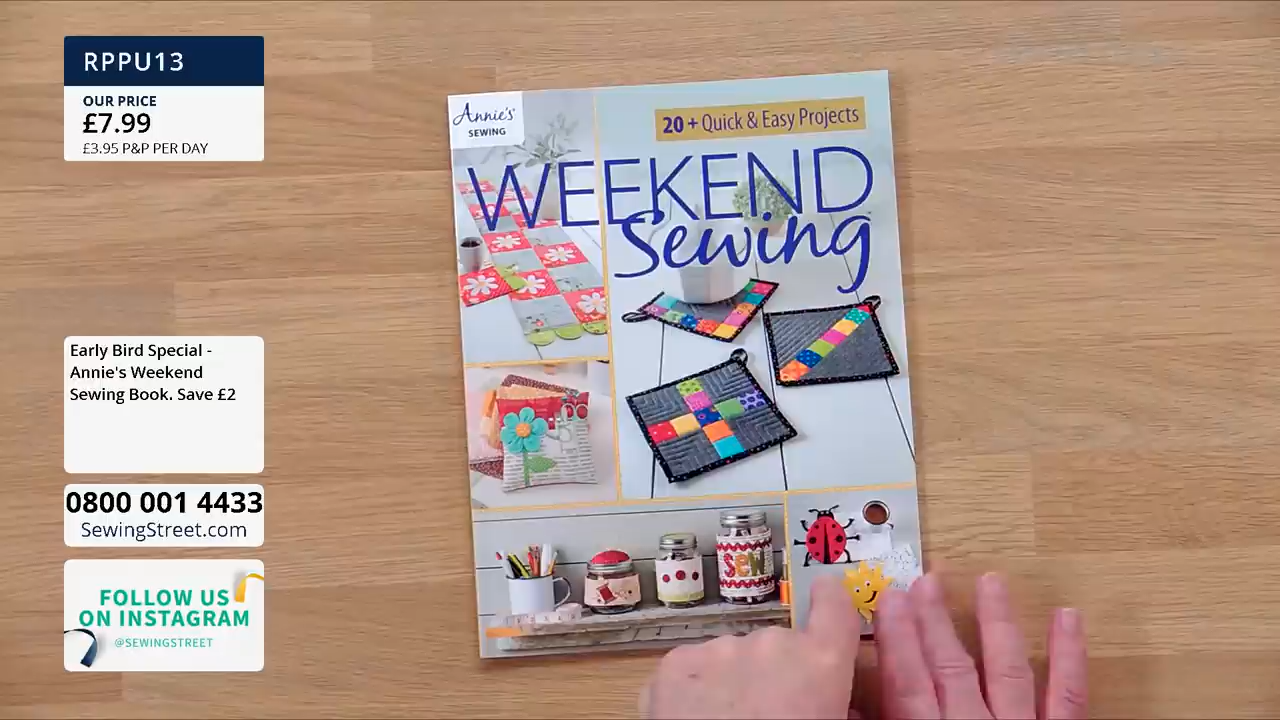 RPPU13
OUR PRICE
£7.99
£3.95 P&P PER DAY
Early Bird Special -
Annie's Weekend
Sewing Book. Save £2
0800 001 4433
SewingStreet.com
FOLLOW US
ON INSTAGRAM
@SEWINGSTREET
Annie's
SEWING
20 + Quick & Easy Projects
WEEKEND
Sewing
SEW